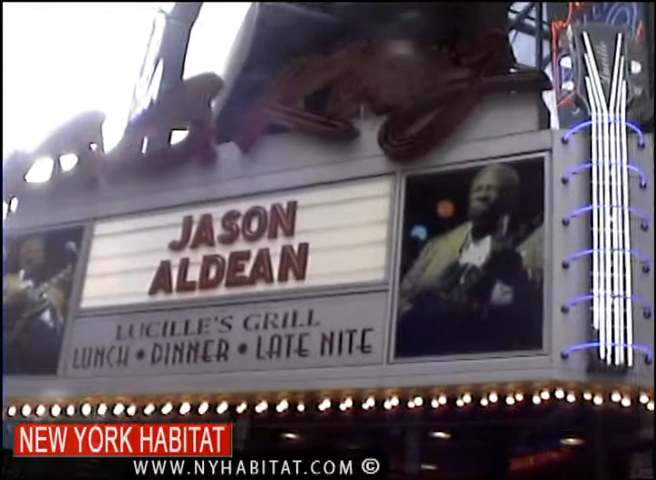 JASON
ALDEAN
LUCILLE'S GRILL
LUNCH • DINNER • LATE NITE
NEW YORK HABITAT
WWW.NYHABITAT.COM ©